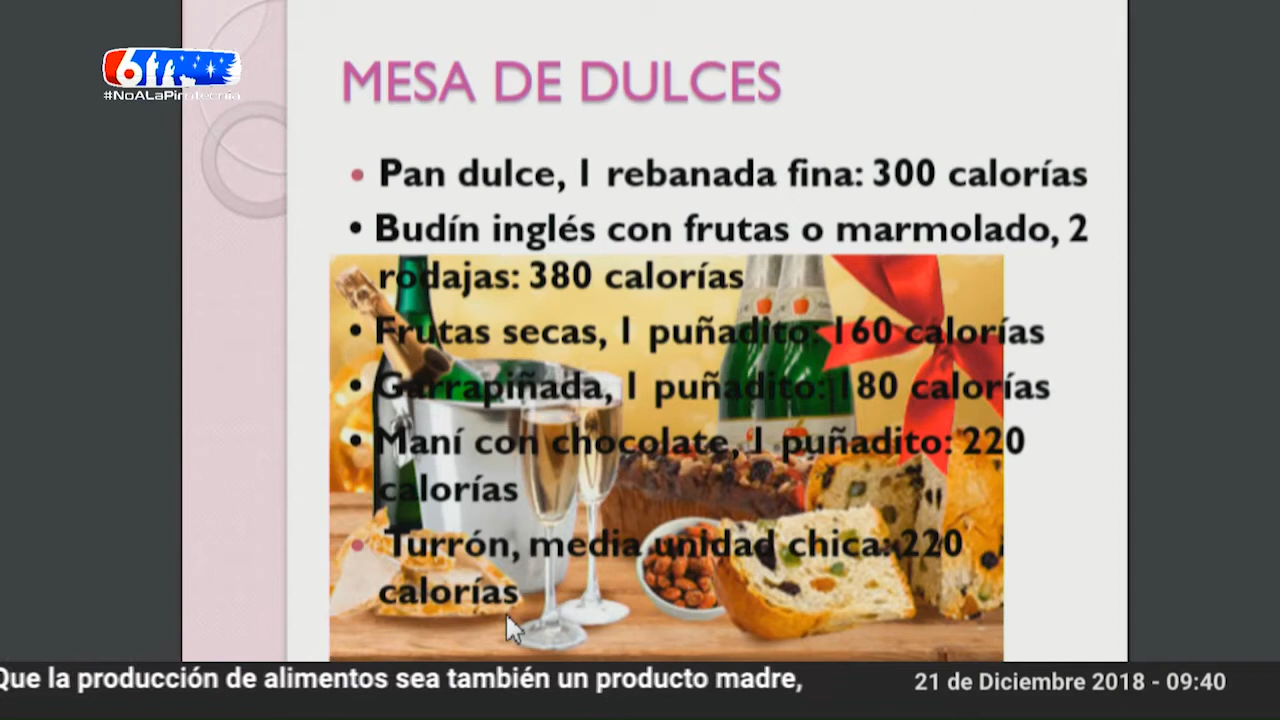 6
#NoALaPirotecnia
MESA DE DULCES
• Pan dulce, 1 rebanada fina: 300 calorías
• Budín inglés con frutas o marmolado, 2
rodajas: 380 calorías
• Frutas secas, 1 puñadito: 160 calorías
• Garrapiñada, 1 puñadito: 180 calorías
• Maní con chocolate, 1 puñadito: 220
calorías
• Turrón, media unidad chica: 220
calorías
Que la producción de alimentos sea también un producto madre,
21 de Diciembre 2018 - 09:40